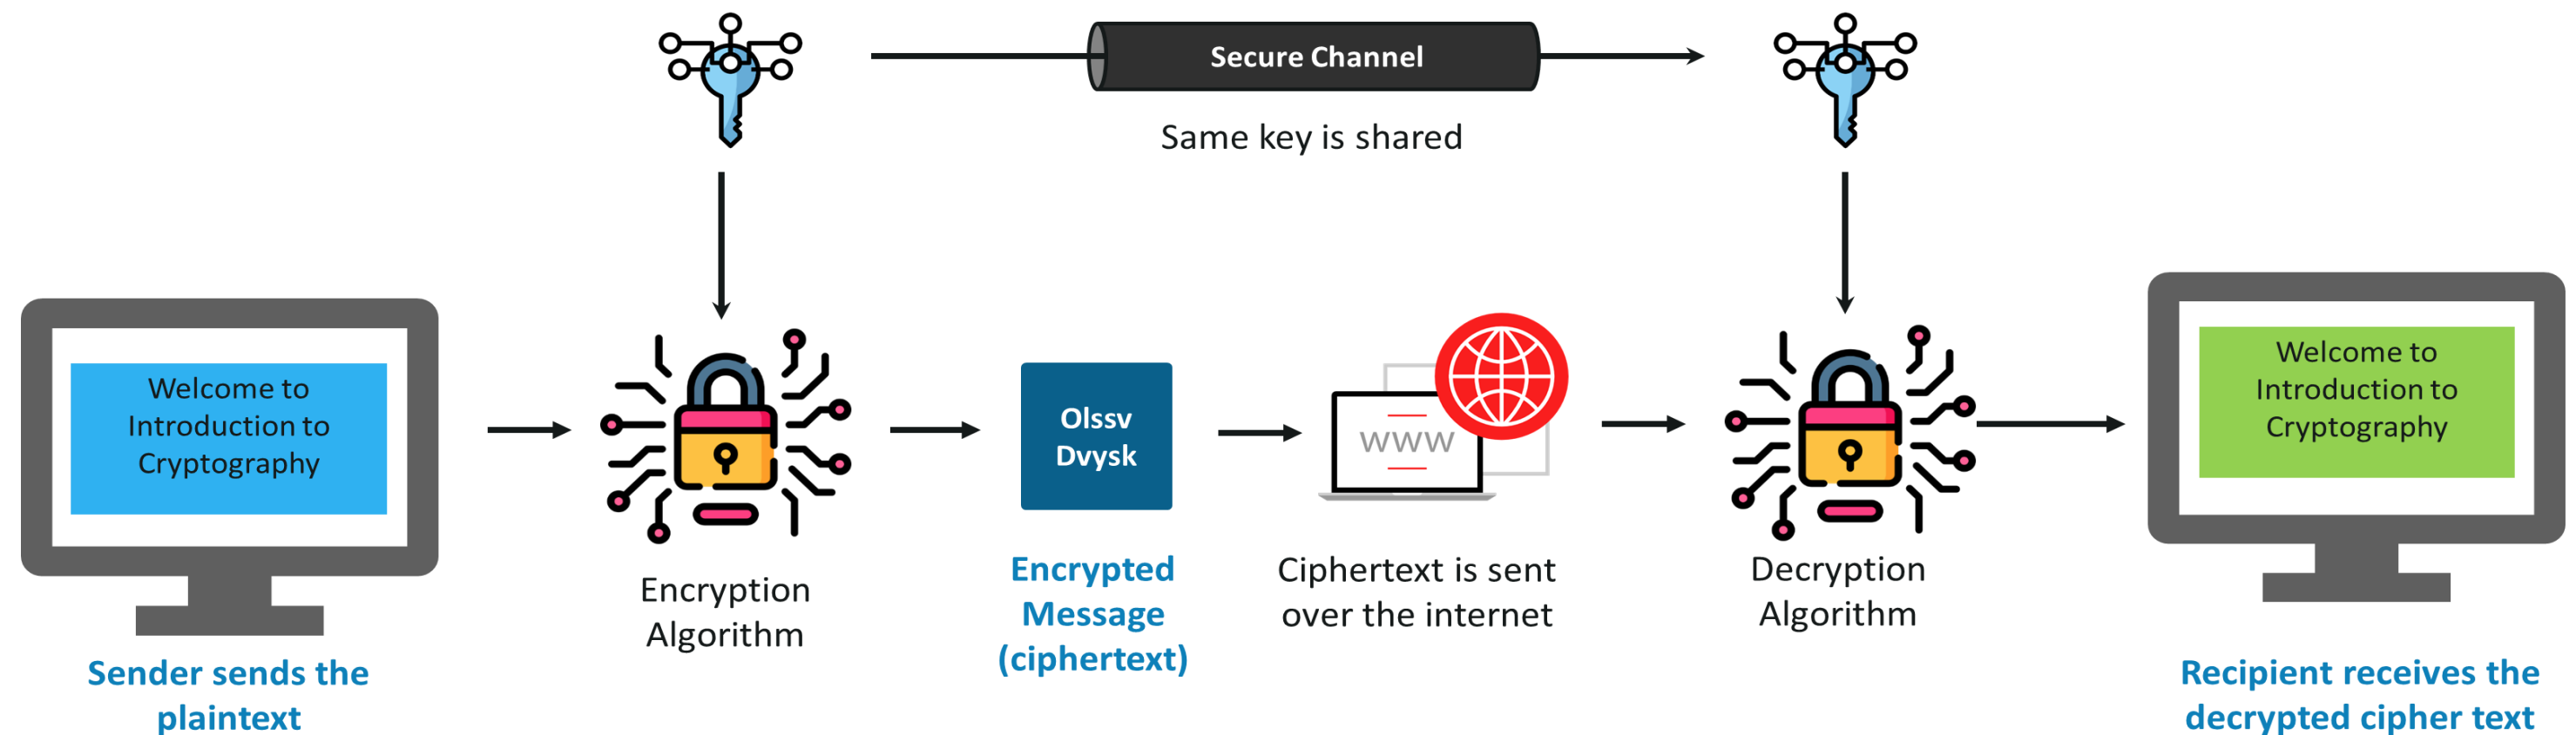 Secure Channel
Same key is shared
Welcome to
Introduction to
Cryptography
Olssv
Dvysk
www
Welcome to
Introduction to
Cryptography
Encryption
Algorithm
Encrypted
Message
(ciphertext)
Ciphertext is sent
over the internet
Decryption
Algorithm
Sender sends the
plaintext
Recipient receives the
decrypted cipher text